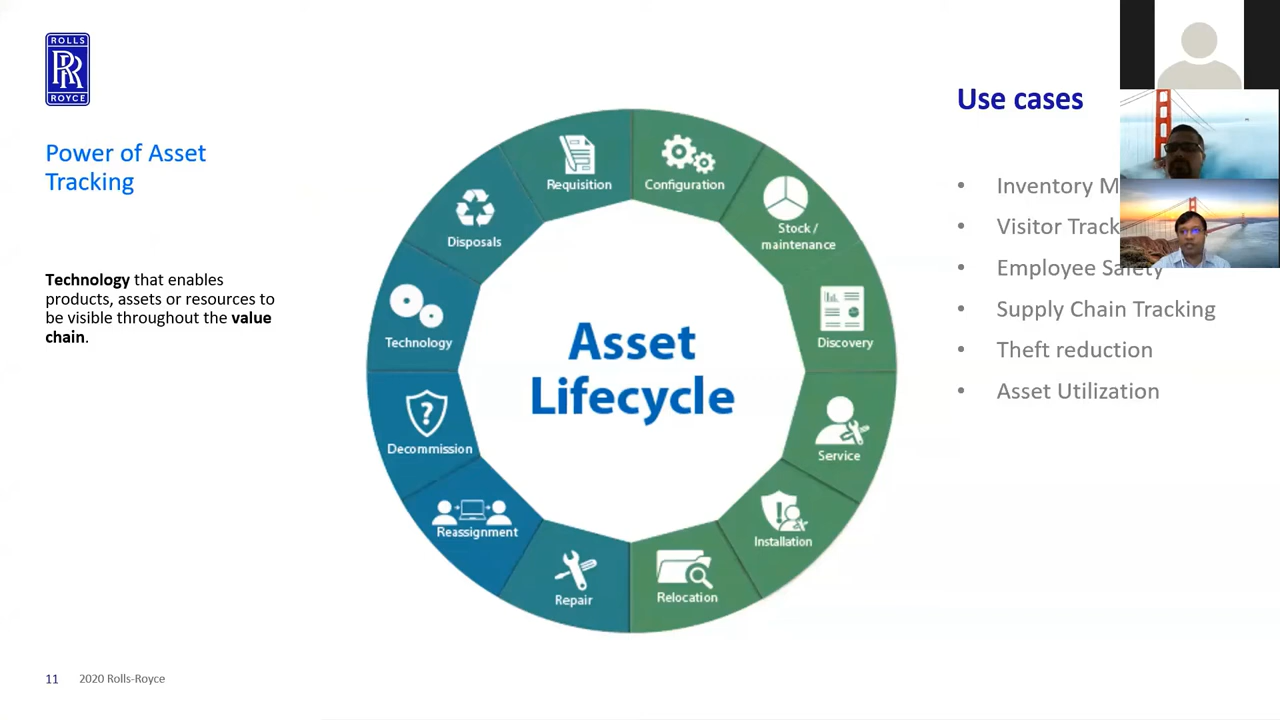 ROLLS
RR
ROYCE
Power of Asset
Tracking
Technology that enables
products, assets or resources to
be visible throughout the value
chain.
Requisition
Configuration
Stock /
maintenance
Discovery
Service
Installation
Relocation
Repair
Reassignment
Decommission
Technology
Disposals
Asset
Lifecycle
Use cases
• Inventory M
• Visitor Track
• Employee Safety
• Supply Chain Tracking
• Theft reduction
• Asset Utilization
11 2020 Rolls-Royce